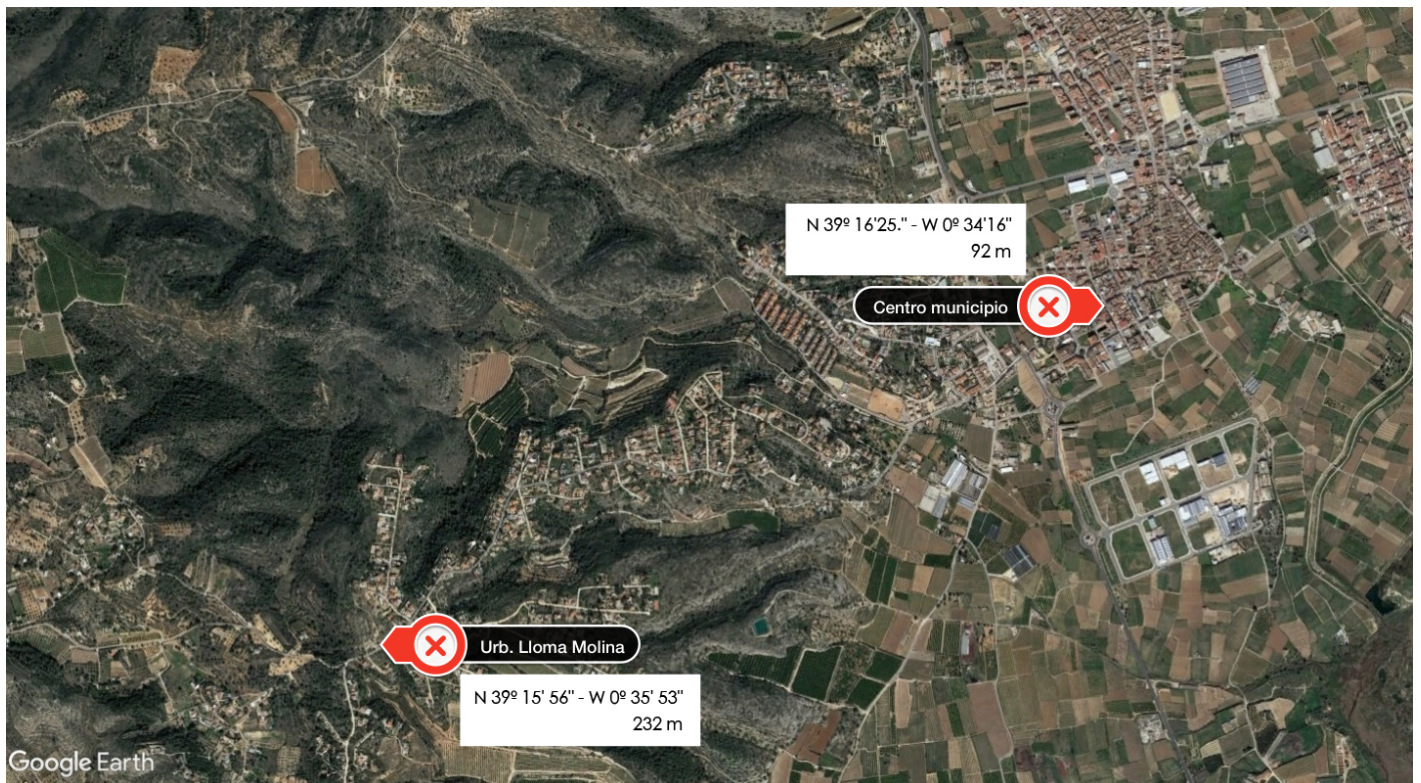 N 39º 16'25." - W 0º 34'16"
92 m
Centro municipio
Urb. Lloma Molina
N 39º 15' 56" - W 0º 35' 53"
232 m
Google Earth